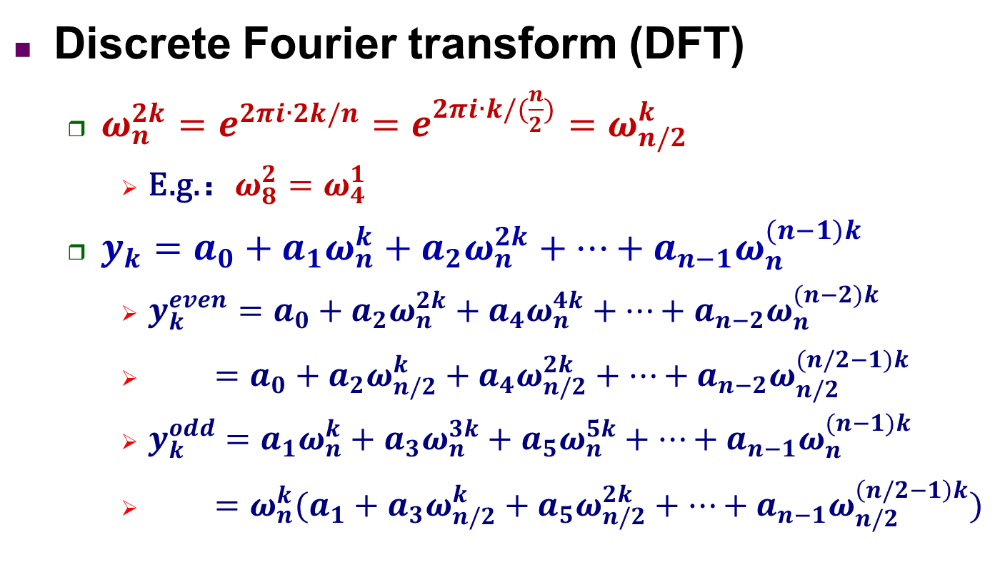 Discrete Fourier transform (DFT)
$\omega_n^{2k} = e^{2\pi i \cdot 2k/n} = e^{2\pi i \cdot k/(\frac{n}{2})} = \omega_{n/2}^{k}$
E.g.: $\omega_8^2 = \omega_4^1$
$y_k = a_0 + a_1\omega_n^k + a_2\omega_n^{2k} + \cdots + a_{n-1}\omega_n^{(n-1)k}$
$y_k^{even} = a_0 + a_2\omega_n^{2k} + a_4\omega_n^{4k} + \cdots + a_{n-2}\omega_n^{(n-2)k}$
$= a_0 + a_2\omega_{n/2}^{k} + a_4\omega_{n/2}^{2k} + \cdots + a_{n-2}\omega_{n/2}^{(n/2-1)k}$
$y_k^{odd} = a_1\omega_n^k + a_3\omega_n^{3k} + a_5\omega_n^{5k} + \cdots + a_{n-1}\omega_n^{(n-1)k}$
$= \omega_n^k(a_1 + a_3\omega_{n/2}^{k} + a_5\omega_{n/2}^{2k} + \cdots + a_{n-1}\omega_{n/2}^{(n/2-1)k})$